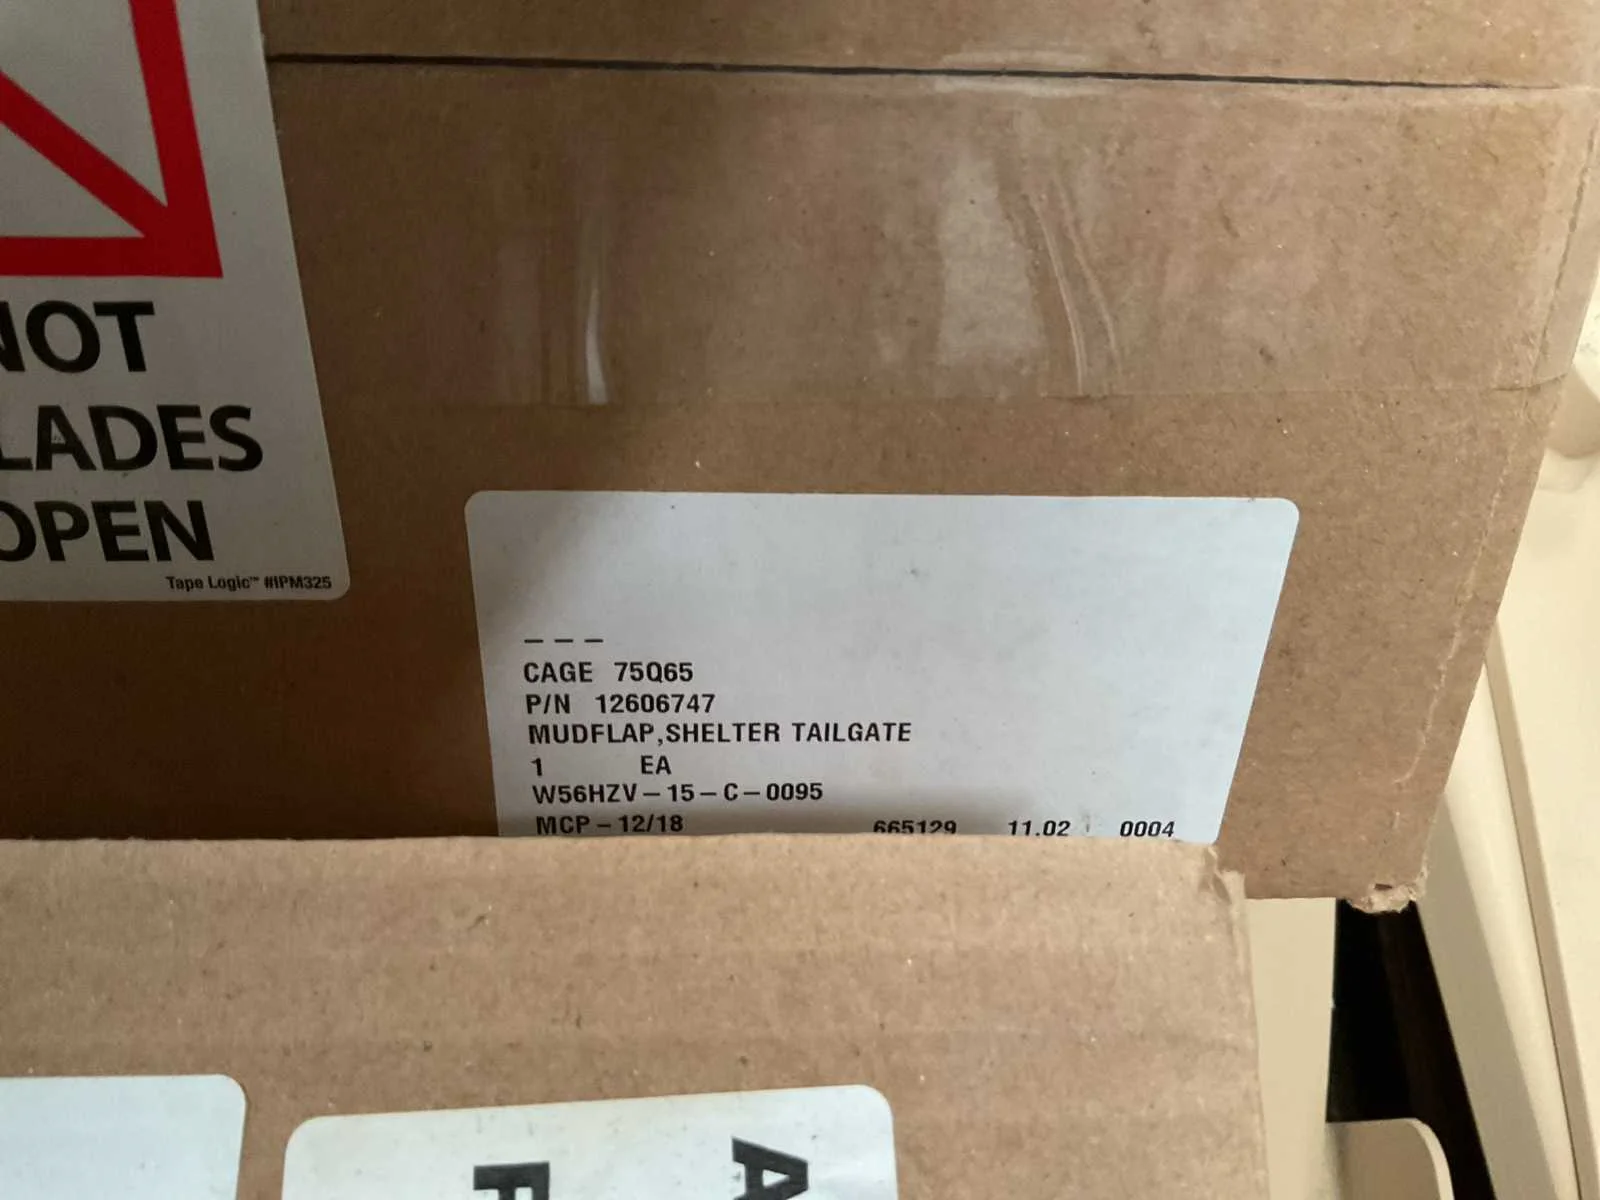 NOT
LADES
OPEN
Tape Logic™ #IPM325
– – –
CAGE 75Q65
P/N 12606747
MUDFLAP,SHELTER TAILGATE
1 EA
W56HZV–15–C–0095
MCP–12/18 665129 11.02 0004
F A